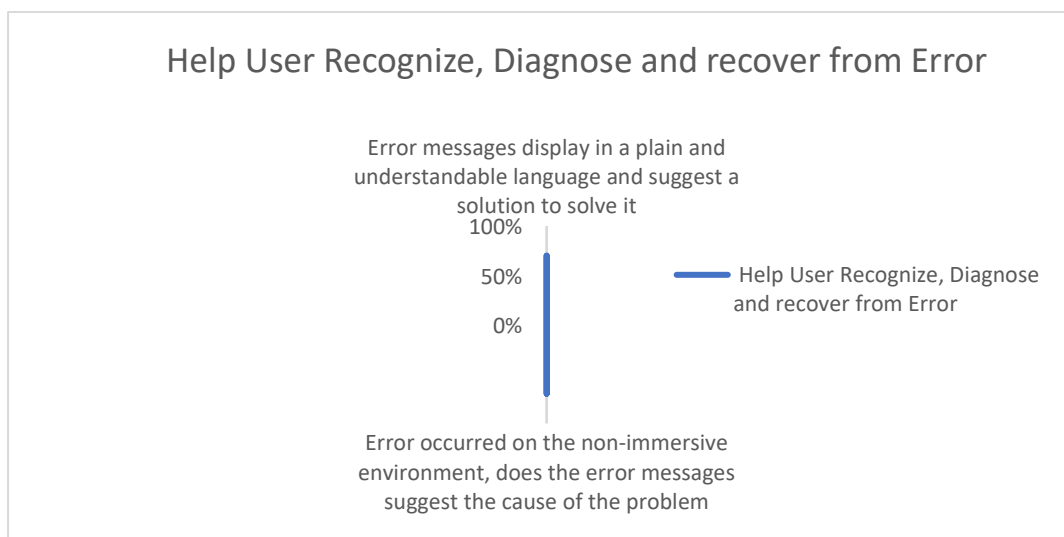 Help User Recognize, Diagnose and recover from Error
Error messages display in a plain and
understandable language and suggest a
solution to solve it
100%
50%
0%
Help User Recognize, Diagnose
and recover from Error
Error occurred on the non-immersive
environment, does the error messages
suggest the cause of the problem